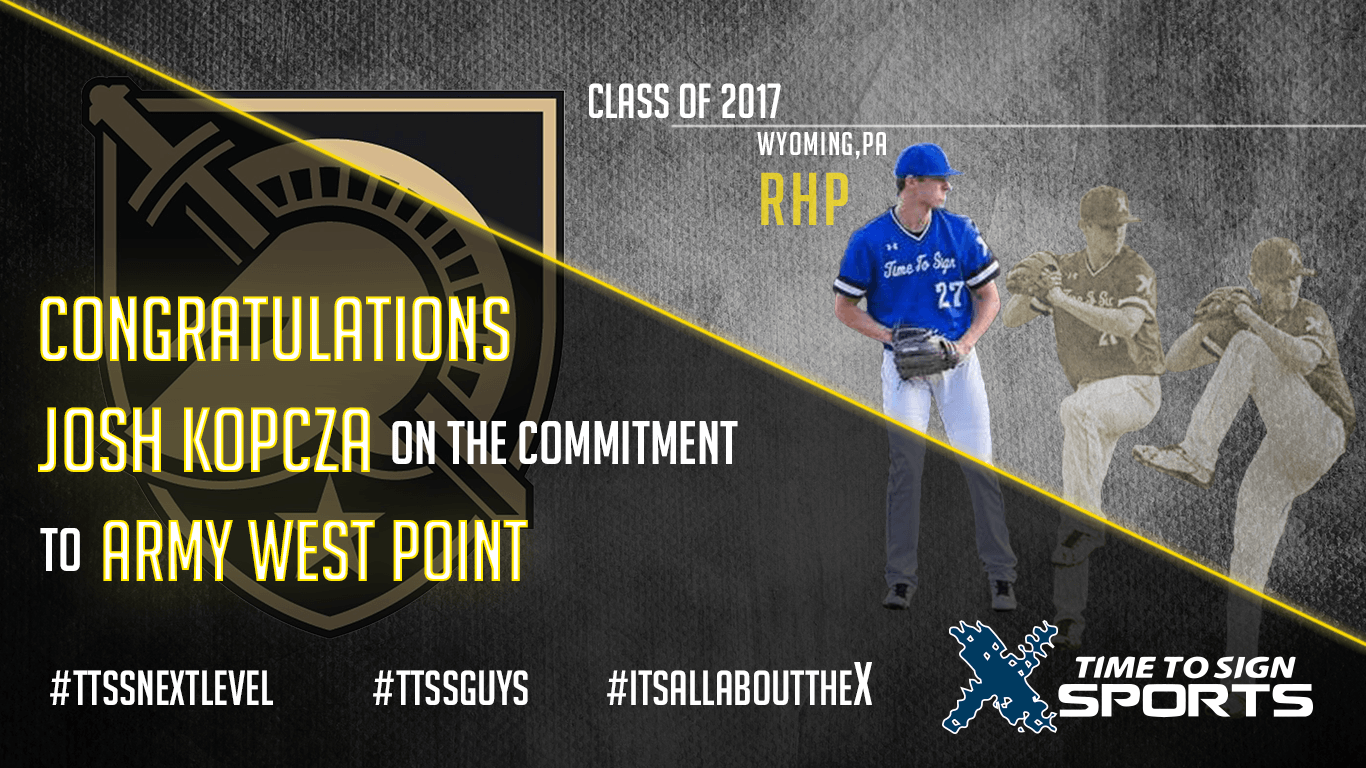 CLASS OF 2017
WYOMING,PA
RHP
Time To Sign
27
CONGRATULATIONS
JOSH KOPCZA ON THE COMMITMENT
TO ARMY WEST POINT
#TTSSNEXTLEVEL #TTSSGUYS #ITSALLABOUTTHEX
TIME TO SIGN
SPORTS